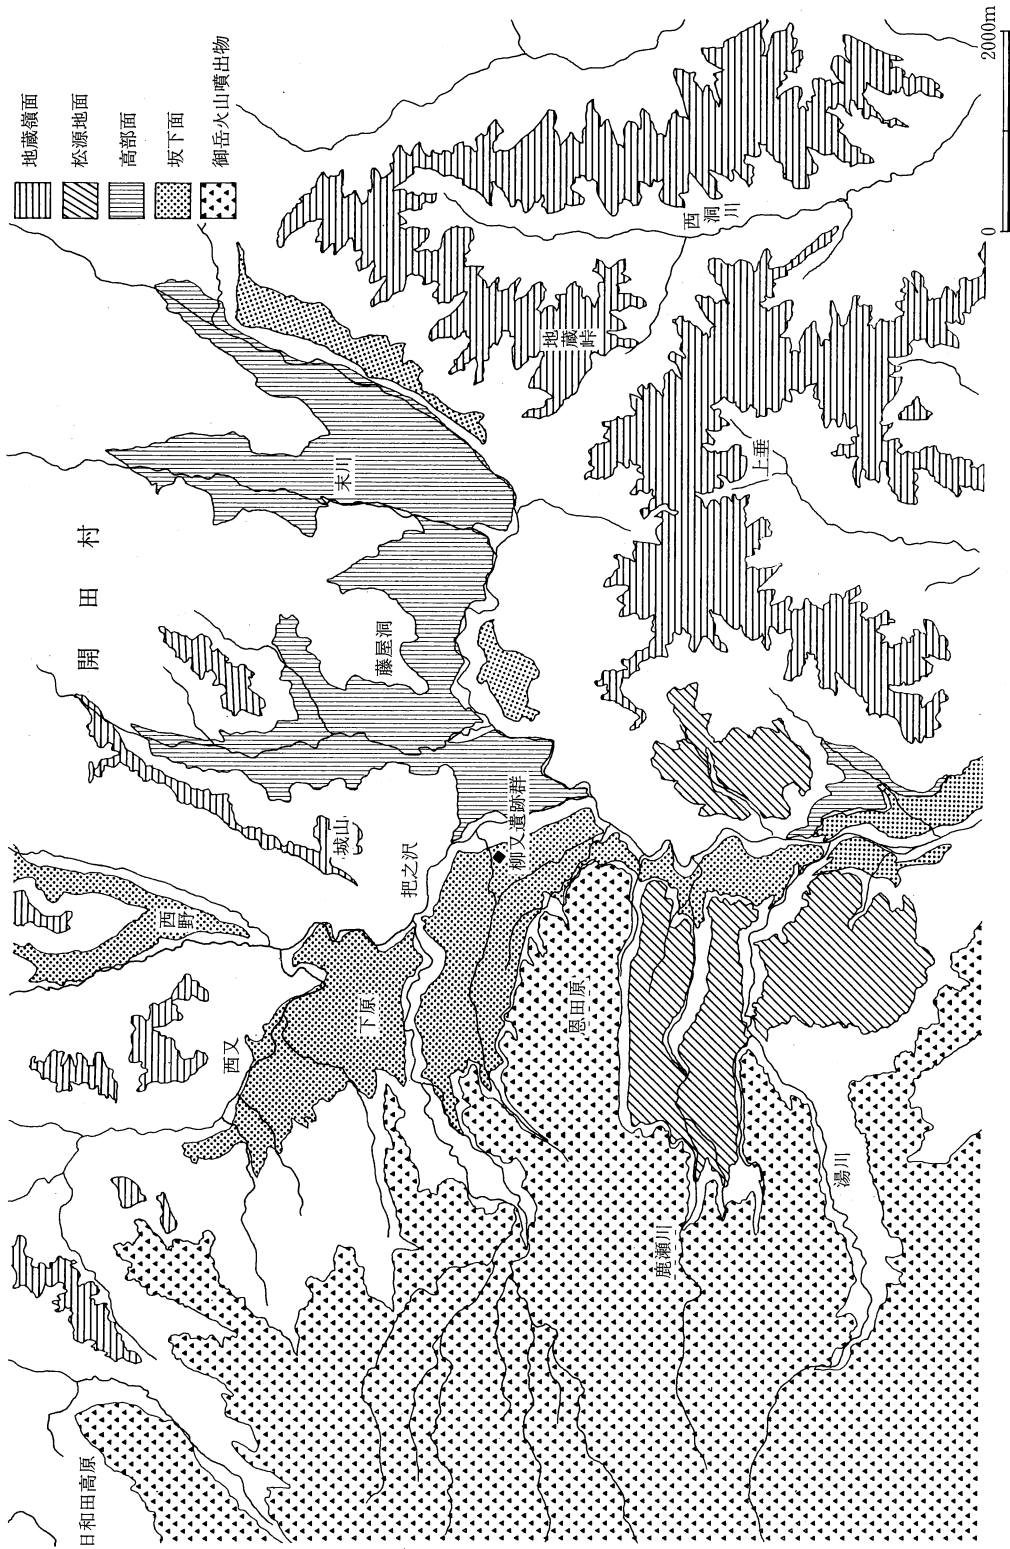 地蔵嶺面
松源地面
高部面
坂下面
御岳火山噴出物
0 2000m
開田村
末川
藤屋洞
西洞川
地蔵峠
上垂
城山
把之沢
柳又遺跡群
西野
下原
西又
恩田原
鹿瀬川
湯川
日和田高原